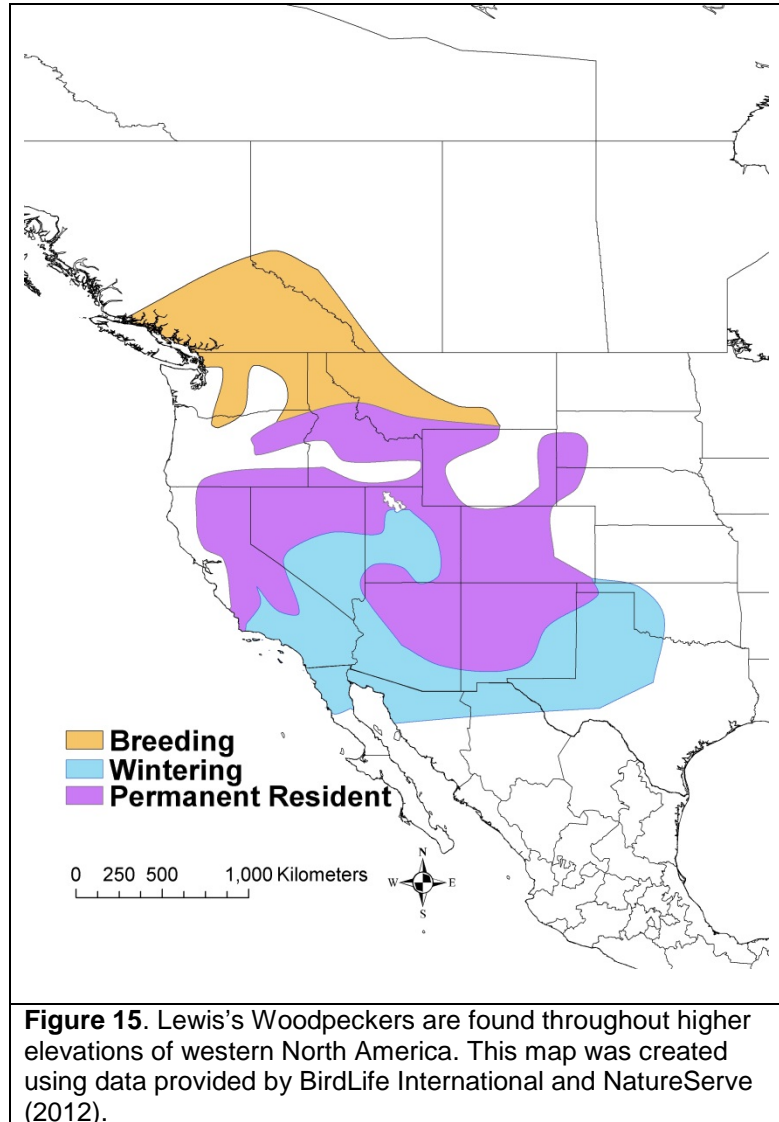 Breeding
Wintering
Permanent Resident
0 250 500 1,000 Kilometers
N
W E
S
Figure 15. Lewis's Woodpeckers are found throughout higher
elevations of western North America. This map was created
using data provided by BirdLife International and NatureServe
(2012).